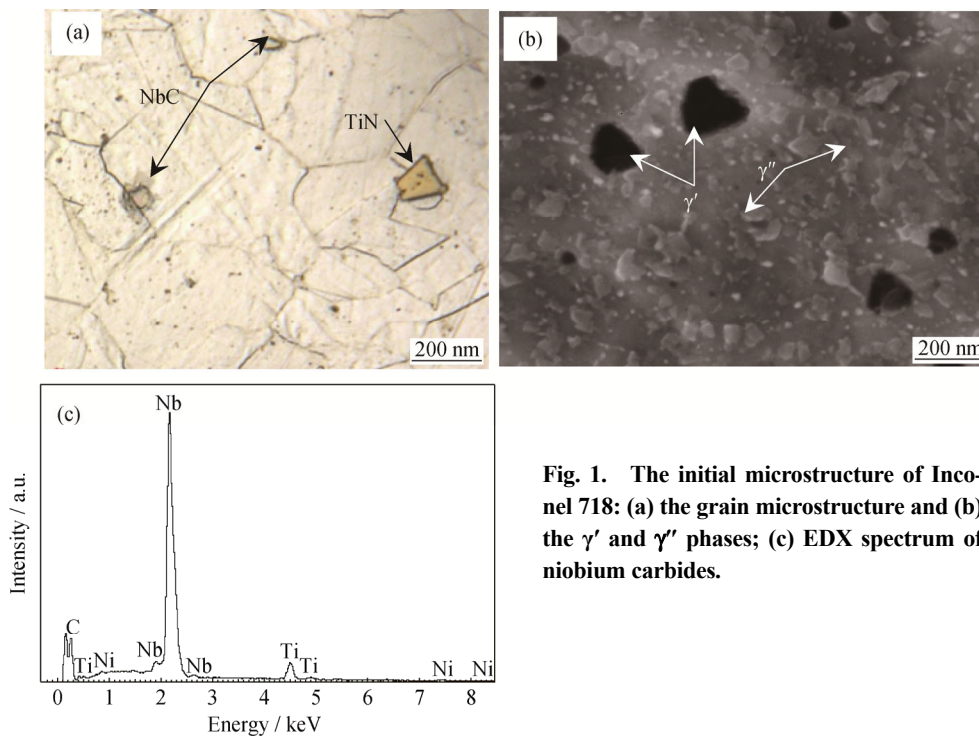 (a)
NbC
TiN
200 nm
(b)
γ′
γ″
200 nm
(c)
Intensity / a.u.
C
Ti
Ni
Nb
Nb
Nb
Ti
Ti
Ni
Ni
0 1 2 3 4 5 6 7 8
Energy / keV
Fig. 1. The initial microstructure of Inco-
nel 718: (a) the grain microstructure and (b)
the γ′ and γ″ phases; (c) EDX spectrum of
niobium carbides.